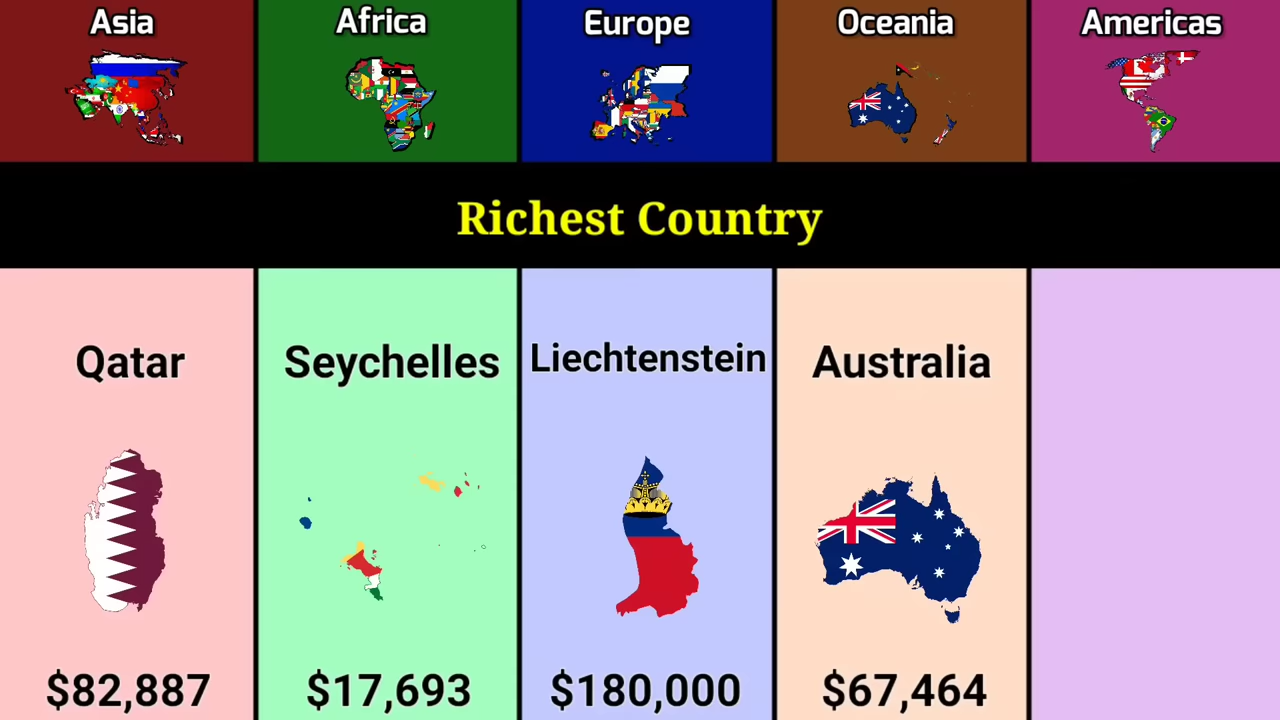 Asia
Africa
Europe
Oceania
Americas
Richest Country
Qatar
Seychelles
Liechtenstein
Australia
$82,887
$17,693
$180,000
$67,464